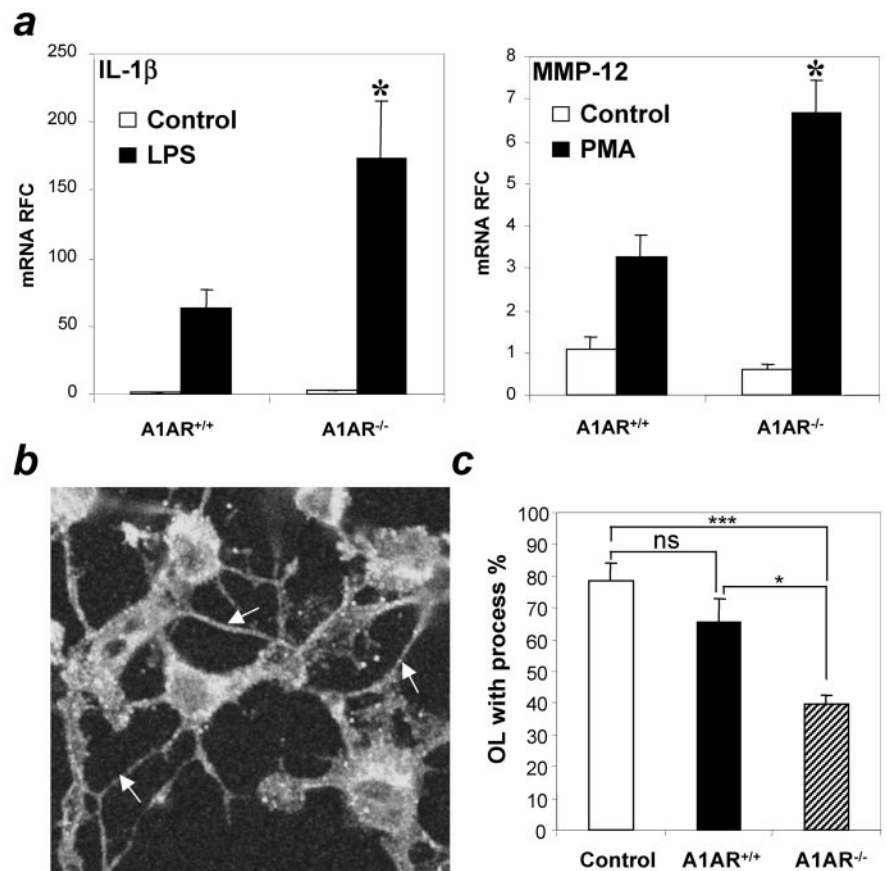 a
IL-1β
Control
LPS
mRNA RFC
250
200
150
100
50
0
*
A1AR+/+
A1AR-/-
MMP-12
Control
PMA
mRNA RFC
8
7
6
5
4
3
2
1
0
*
A1AR+/+
A1AR-/-
b
c
OL with process %
100
90
80
70
60
50
40
30
20
10
0
***
ns
*
Control
A1AR+/+
A1AR-/-